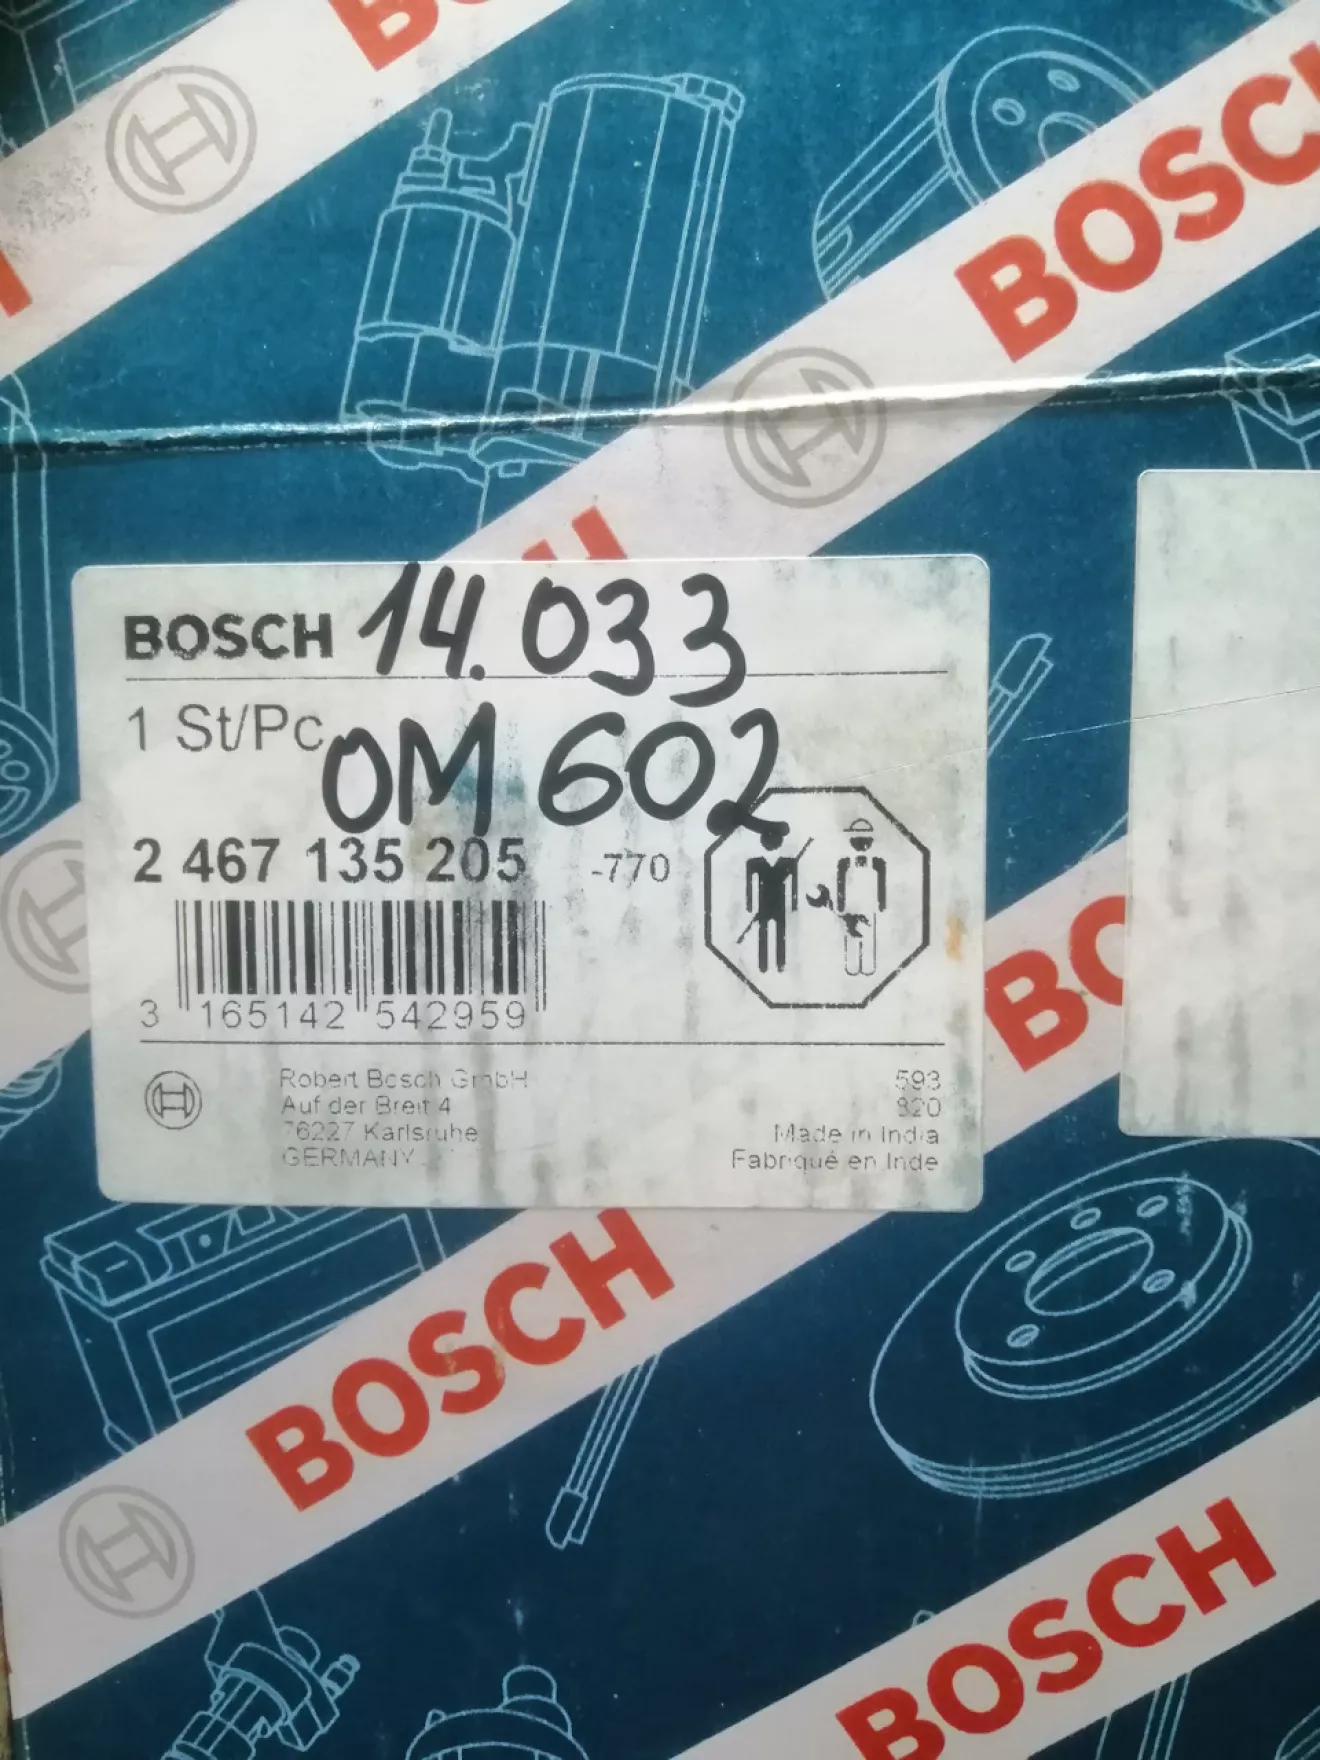 BOSCH
BOSCH
BOSCH 14.033
1 St/Pc OM 602
2 467 135 205 -770
3 165142 542959
Robert Bosch GmbH
Auf der Breit 4
76227 Karlsruhe
GERMANY
593
820
Made in India
Fabriqué en Inde
BOSCH
BOSCH
BOSCH